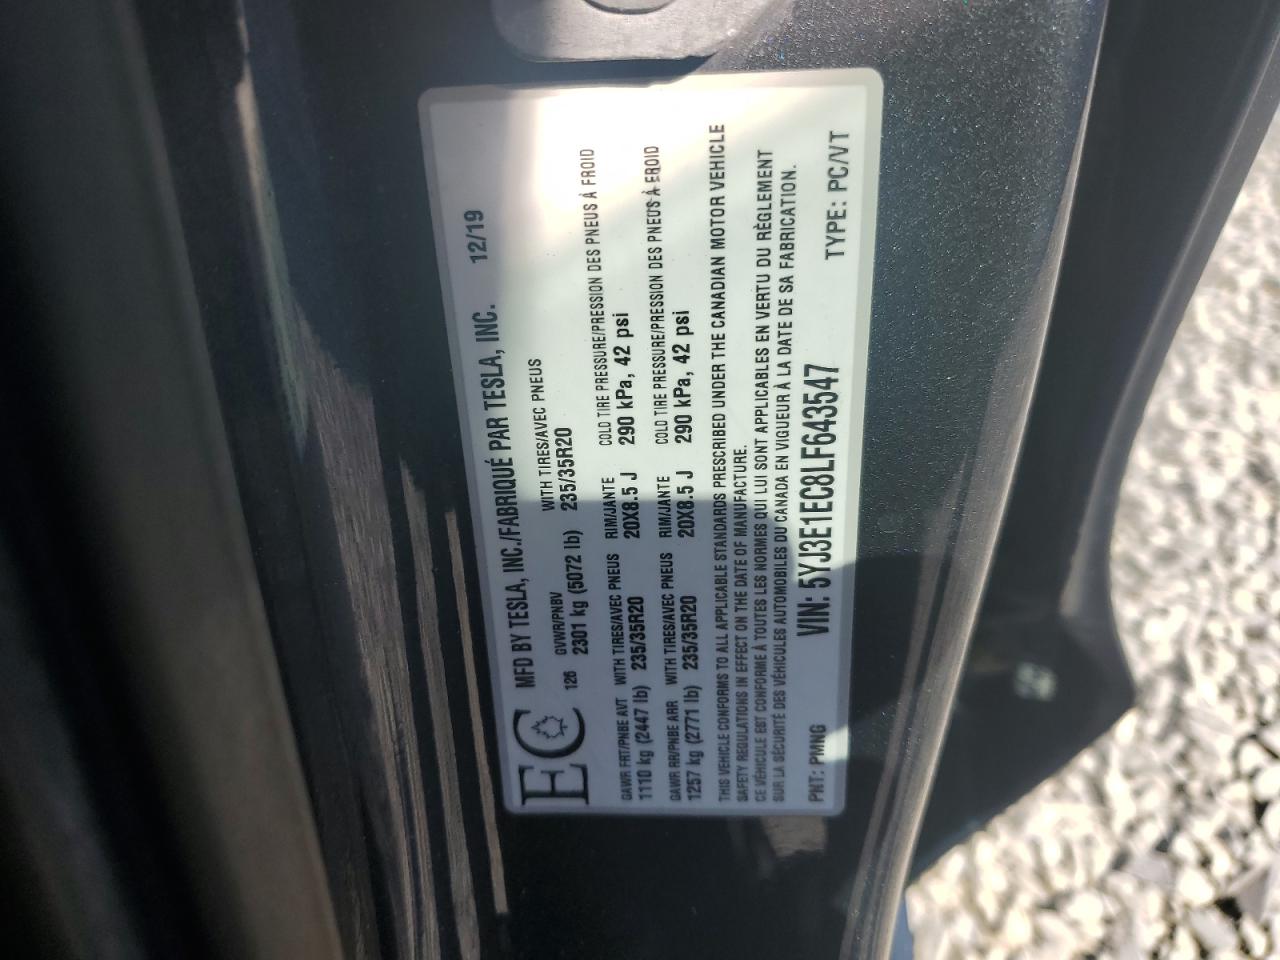 MFD BY TESLA, INC./FABRIQUÉ PAR TESLA, INC. 12/19
EC 126 GVWR/PNBV WITH TIRES/AVEC PNEUS
2301 kg (5072 lb) 235/35R20
GAWR FRT/PNBE AVT WITH TIRES/AVEC PNEUS RIM/JANTE COLD TIRE PRESSURE/PRESSION DES PNEUS À FROID
1110 kg (2447 lb) 235/35R20 20X8.5 J 290 kPa, 42 psi
GAWR RR/PNBE ARR WITH TIRES/AVEC PNEUS RIM/JANTE COLD TIRE PRESSURE/PRESSION DES PNEUS À FROID
1257 kg (2771 lb) 235/35R20 20X8.5 J 290 kPa, 42 psi
THIS VEHICLE CONFORMS TO ALL APPLICABLE STANDARDS PRESCRIBED UNDER THE CANADIAN MOTOR VEHICLE
SAFETY REGULATIONS IN EFFECT ON THE DATE OF MANUFACTURE.
CE VÉHICULE EST CONFORME À TOUTES LES NORMES QUI LUI SONT APPLICABLES EN VERTU DU RÈGLEMENT
SUR LA SÉCURITÉ DES VÉHICULES AUTOMOBILES DU CANADA EN VIGUEUR À LA DATE DE SA FABRICATION.
PNT: PMNG VIN: 5YJ3E1EC8LF643547 TYPE: PC/VT